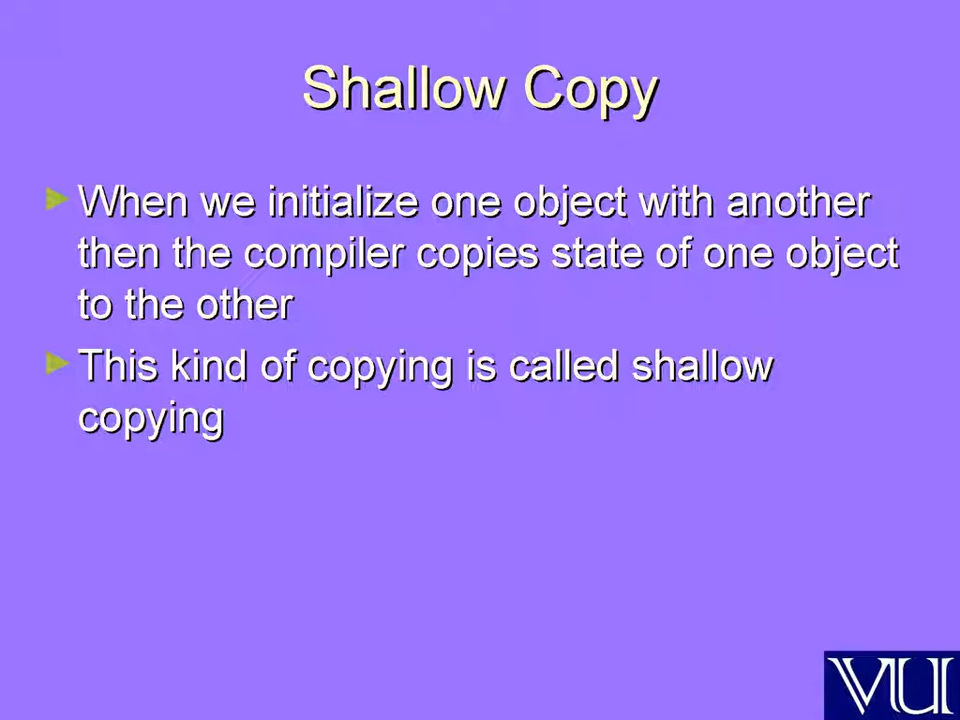 Shallow Copy
When we initialize one object with another
then the compiler copies state of one object
to the other
This kind of copying is called shallow
copying
VU